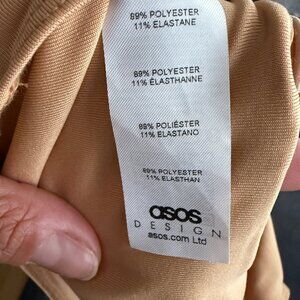 89% POLYESTER
11% ELASTANE
89% POLYESTER
11% ÉLASTHANNE
89% POLIÉSTER
11% ELASTANO
89% POLYESTER
11% ELASTHAN
asos
DESIGN
asos.com Ltd